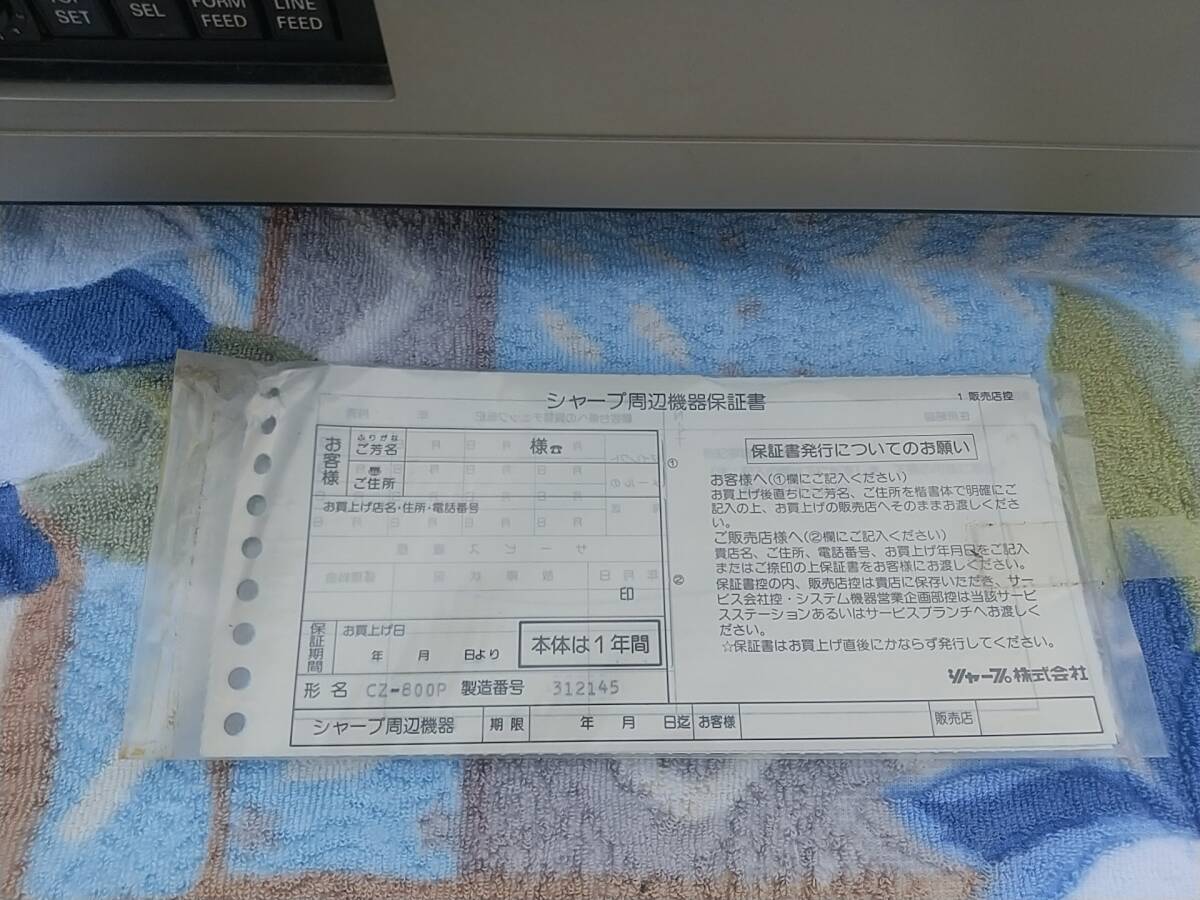 SET
SEL
FORM
FEED
LINE
FEED
シャープ周辺機器保証書
1 販売店控
お客様
ふりがな
ご芳名
様☎
ご住所
お買上げ店名・住所・電話番号
印
①
②
保証期間
お買上げ日
年 月 日より
本体は1年間
形名 CZ-800P 製造番号 312145
シャープ周辺機器 期限 年 月 日迄 お客様 販売店
保証書発行についてのお願い
お客様へ(①欄にご記入ください)
お買上げ後直ちにご芳名、ご住所を楷書体で明確にご
記入の上、お買上げの販売店へそのままお渡しくださ
い。
ご販売店様へ(②欄にご記入ください)
貴店名、ご住所、電話番号、お買上げ年月日をご記入
またはご捺印の上保証書をお客様にお渡しください。
保証書控の内、販売店控は貴店に保存いただき、サー
ビス会社控・システム機器営業企画部控は当該サービ
スステーションあるいはサービスブランチへお渡しく
ださい。
☆保証書はお買上げ直後にかならず発行してください。
シャープ株式会社